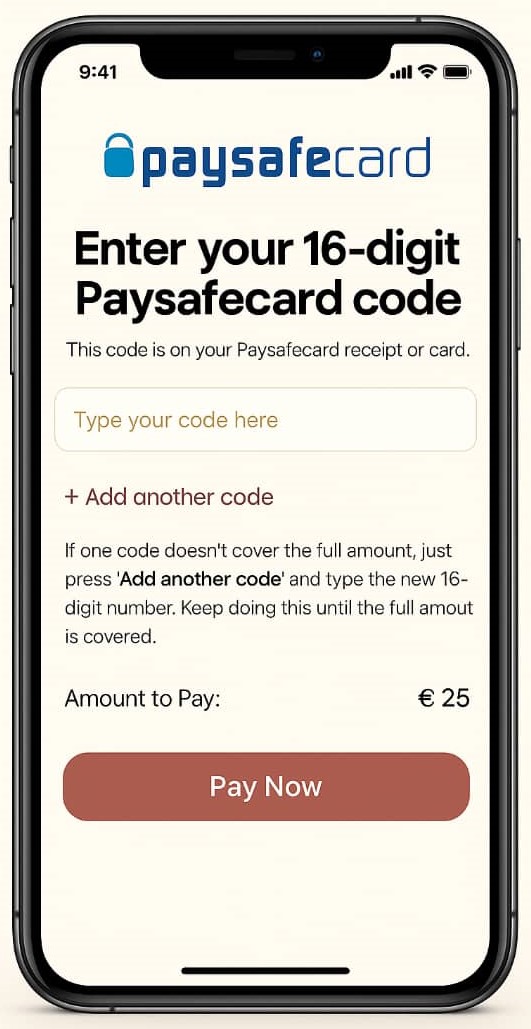 9:41
paysafecard
Enter your 16-digit
Paysafecard code
This code is on your Paysafecard receipt or card.
Type your code here
+ Add another code
If one code doesn't cover the full amount, just
press 'Add another code' and type the new 16-
digit number. Keep doing this until the full amout
is covered.
Amount to Pay: € 25
Pay Now